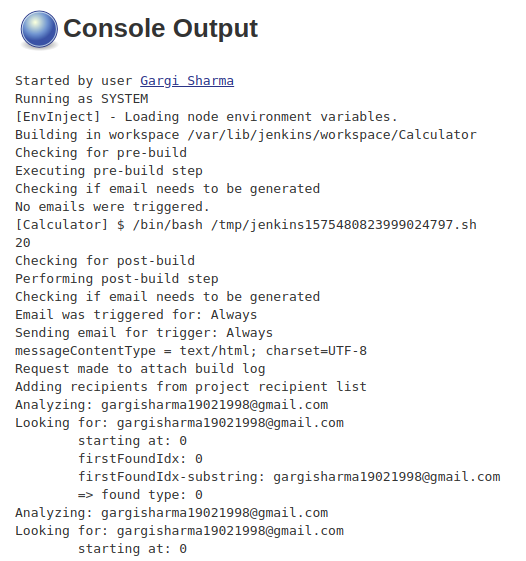 Console Output
Started by user Gargi Sharma
Running as SYSTEM
[EnvInject] - Loading node environment variables.
Building in workspace /var/lib/jenkins/workspace/Calculator
Checking for pre-build
Executing pre-build step
Checking if email needs to be generated
No emails were triggered.
[Calculator] $ /bin/bash /tmp/jenkins1575480823999024797.sh
20
Checking for post-build
Performing post-build step
Checking if email needs to be generated
Email was triggered for: Always
Sending email for trigger: Always
messageContentType = text/html; charset=UTF-8
Request made to attach build log
Adding recipients from project recipient list
Analyzing: gargisharma19021998@gmail.com
Looking for: gargisharma19021998@gmail.com
starting at: 0
firstFoundIdx: 0
firstFoundIdx-substring: gargisharma19021998@gmail.com
=> found type: 0
Analyzing: gargisharma19021998@gmail.com
Looking for: gargisharma19021998@gmail.com
starting at: 0